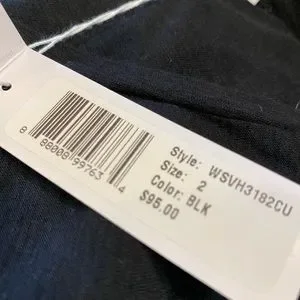 8 88008 99763 4
Style: WSVH3182CU
Size: 2
Color: BLK
$95.00